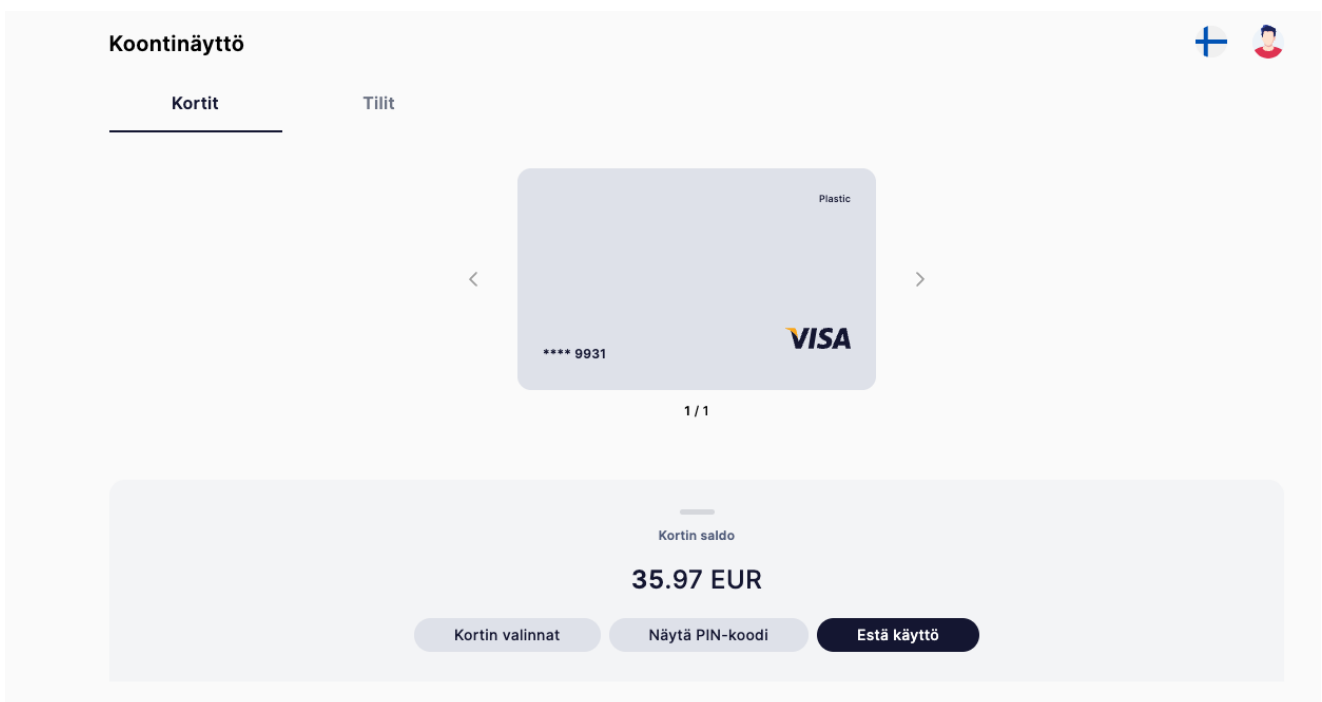 Koontinäyttö
Kortit Tilit
Plastic
VISA
**** 9931
1 / 1
Kortin saldo
35.97 EUR
Kortin valinnat Näytä PIN-koodi Estä käyttö